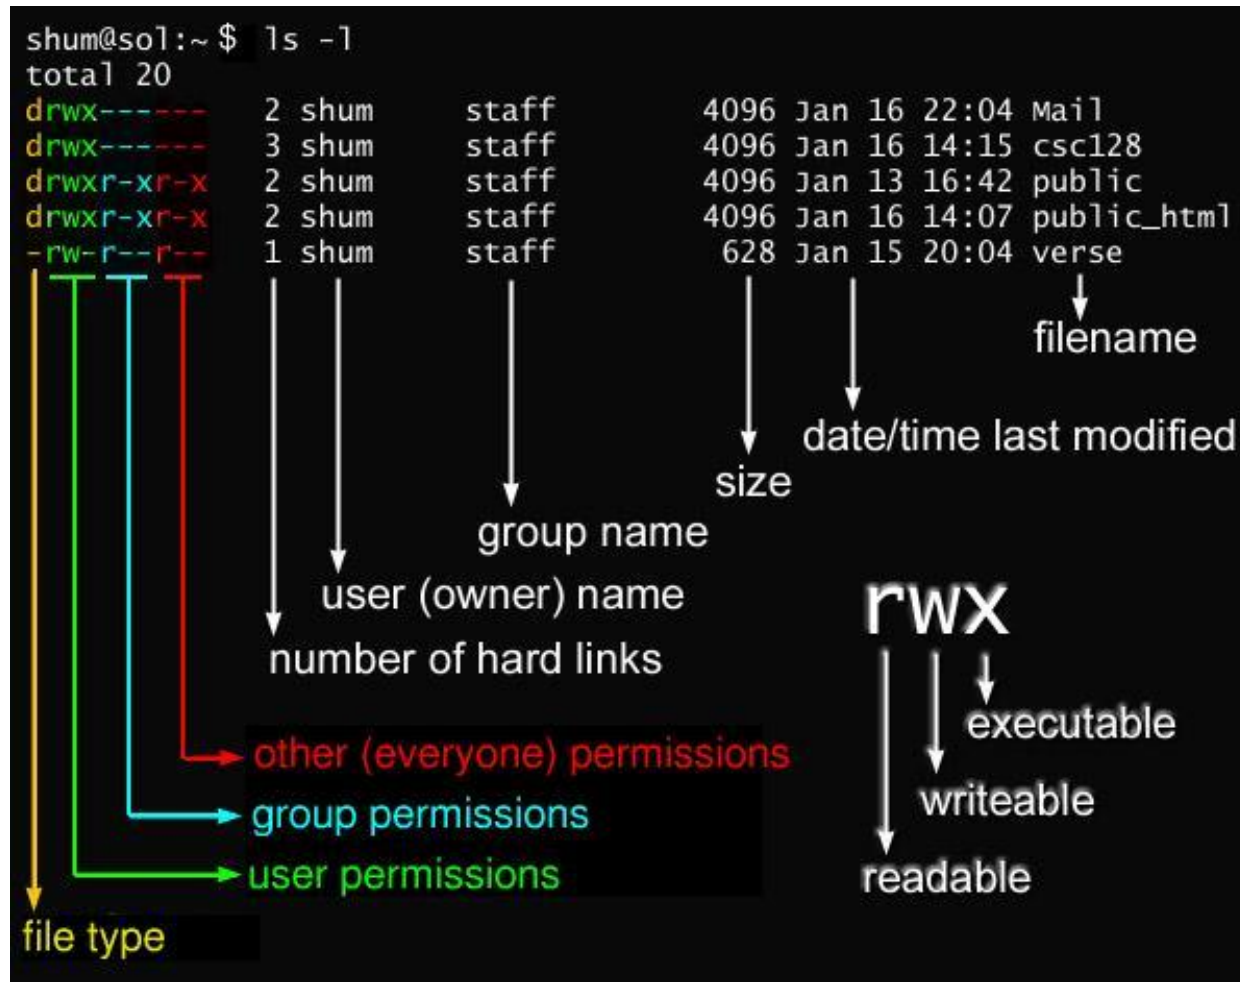 shum@sol:~ $ ls -l
total 20
drwx------ 2 shum staff 4096 Jan 16 22:04 Mail
drwx------ 3 shum staff 4096 Jan 16 14:15 csc128
drwxr-xr-x 2 shum staff 4096 Jan 13 16:42 public
drwxr-xr-x 2 shum staff 4096 Jan 16 14:07 public_html
-rw-r--r-- 1 shum staff 628 Jan 15 20:04 verse
filename
date/time last modified
size
group name
user (owner) name
number of hard links
rwx
executable
writeable
readable
other (everyone) permissions
group permissions
user permissions
file type